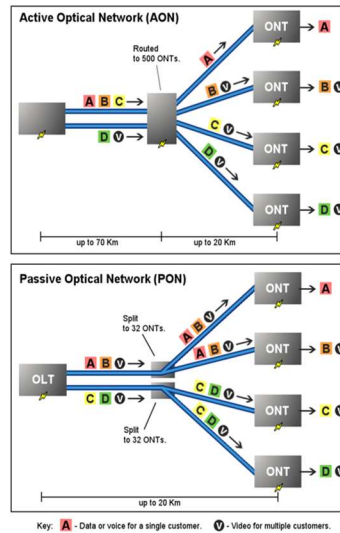 Active Optical Network (AON)
Routed
to 500 ONTs.
ONT
A
A
A B C
B V
ONT
B V
D V
C V
ONT
C V
D V
ONT
D V
up to 70 Km
up to 20 Km
Passive Optical Network (PON)
Split
to 32 ONTs.
ONT
A
A B V
OLT
A B V
A B V
ONT
B V
C D V
C D V
ONT
C V
Split
to 32 ONTs.
C D V
ONT
D V
up to 20 Km
Key: A - Data or voice for a single customer. V - Video for multiple customers.